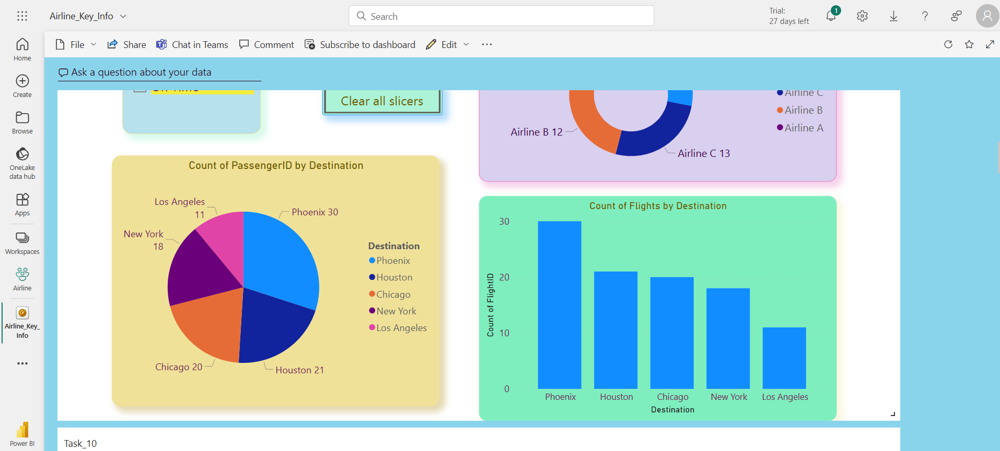 Airline_Key_Info
Search
Trial:
27 days left
1
Home
Create
Browse
OneLake
data hub
Apps
Workspaces
Airline
Airline_Key_
Info
Power BI
File
Share
Chat in Teams
Comment
Subscribe to dashboard
Edit
Ask a question about your data
On Time
Clear all slicers
Airline B 12
Airline C 13
Airline C
Airline B
Airline A
Count of PassengerID by Destination
Los Angeles
11
Phoenix 30
New York
18
Chicago 20
Houston 21
Destination
Phoenix
Houston
Chicago
New York
Los Angeles
Count of Flights by Destination
Count of FlightID
30
20
10
0
Phoenix Houston Chicago New York Los Angeles
Destination
Task_10